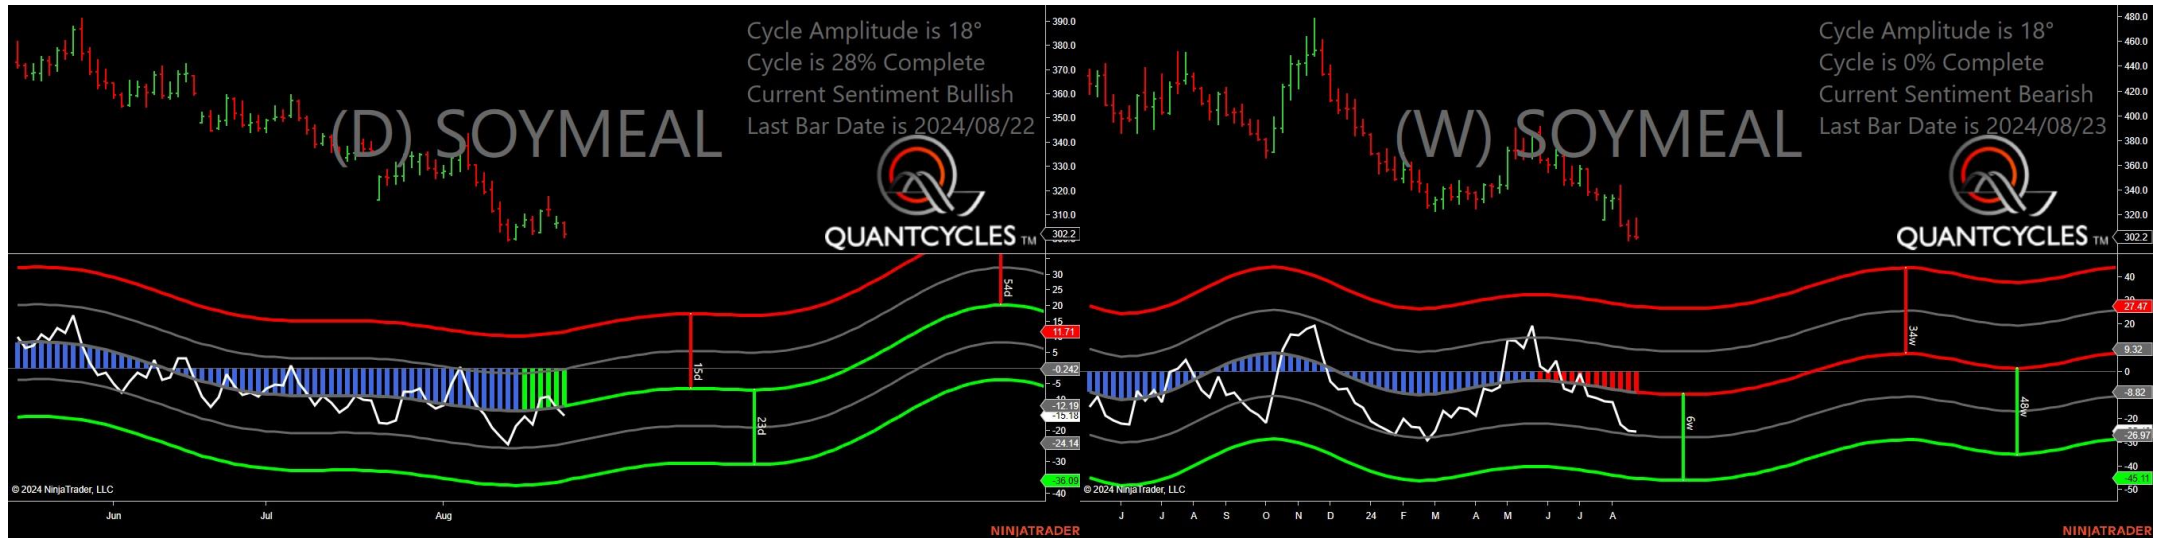 Cycle Amplitude is 18°
Cycle is 28% Complete
Current Sentiment Bullish
Last Bar Date is 2024/08/22
(D) SOYMEAL
QUANTCYCLES TM
390.0
380.0
370.0
360.0
350.0
340.0
330.0
320.0
310.0
302.2
54d
15d
23d
30
25
20
15
11.71
5
-0.242
-5
-12.19
-15.18
-20
-24.14
-30
-36.09
-40
© 2024 NinjaTrader, LLC
Jun Jul Aug
NINJATRADER
Cycle Amplitude is 18°
Cycle is 0% Complete
Current Sentiment Bearish
Last Bar Date is 2024/08/23
(W) SOYMEAL
QUANTCYCLES TM
480.0
460.0
440.0
420.0
400.0
380.0
360.0
340.0
320.0
302.2
34w
6w
48w
40
27.47
20
9.32
0
-8.82
-20
-26.97
-30
-40
-45.11
-50
© 2024 NinjaTrader, LLC
J J A S O N D 24 F M A M J J A
NINJATRADER